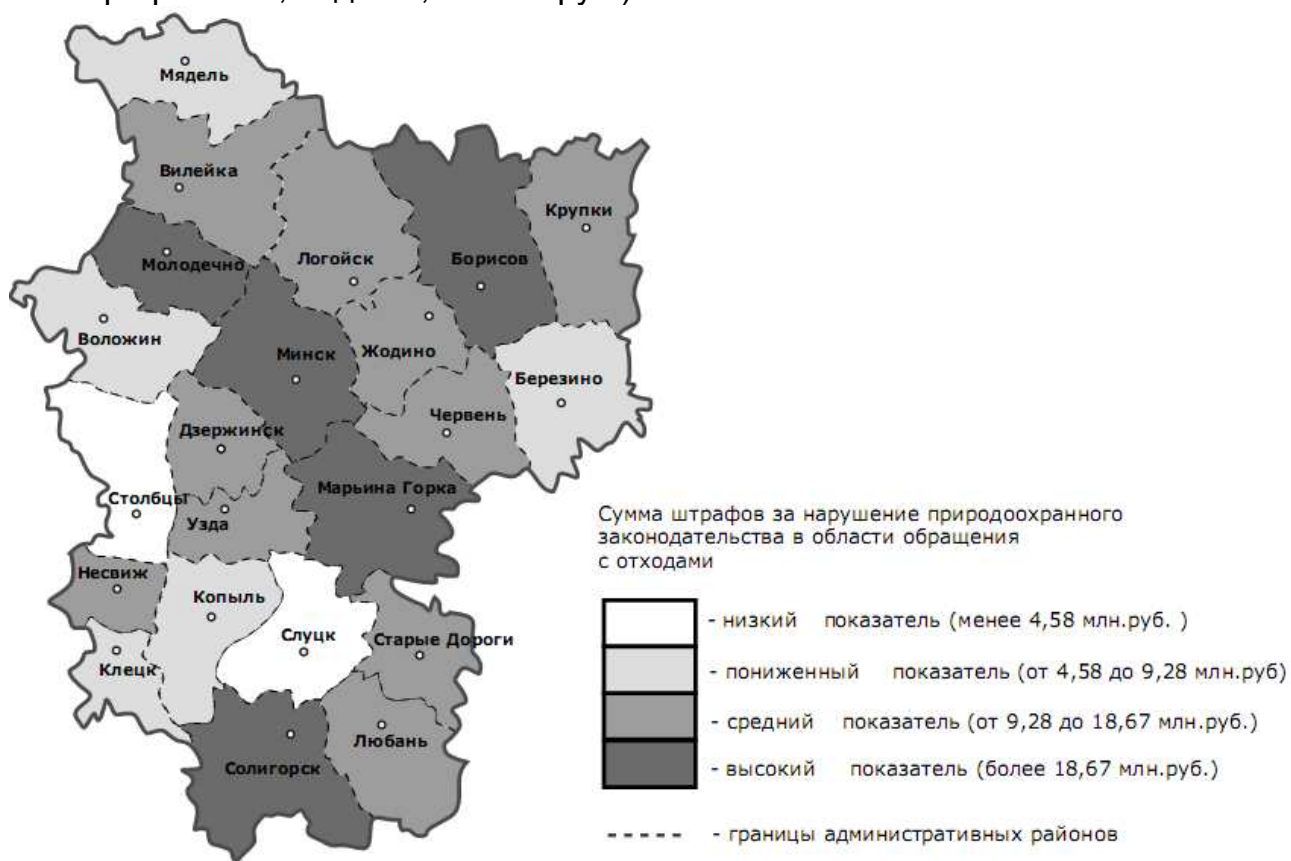 Мядель
Вилейка
Крупки
Молодечно
Логойск
Борисов
Воложин
Минск
Жодино
Березино
Дзержинск
Червень
Столбцы
Узда
Марьина Горка
Несвиж
Копыль
Слуцк
Старые Дороги
Клецк
Любань
Солигорск
Сумма штрафов за нарушение природоохранного
законодательства в области обращения
с отходами
- низкий показатель (менее 4,58 млн.руб. )
- пониженный показатель (от 4,58 до 9,28 млн.руб)
- средний показатель (от 9,28 до 18,67 млн.руб.)
- высокий показатель (более 18,67 млн.руб.)
- границы административных районов